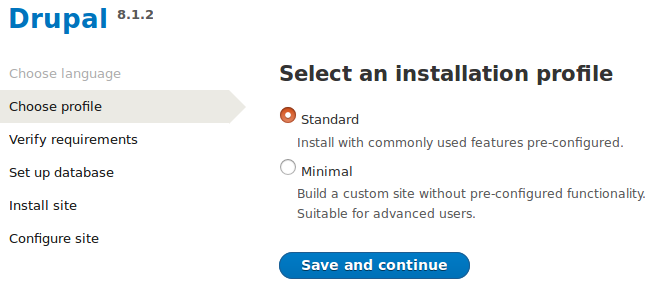 Drupal 8.1.2
Choose language
Choose profile
Verify requirements
Set up database
Install site
Configure site
Select an installation profile
Standard
Install with commonly used features pre-configured.
Minimal
Build a custom site without pre-configured functionality.
Suitable for advanced users.
Save and continue